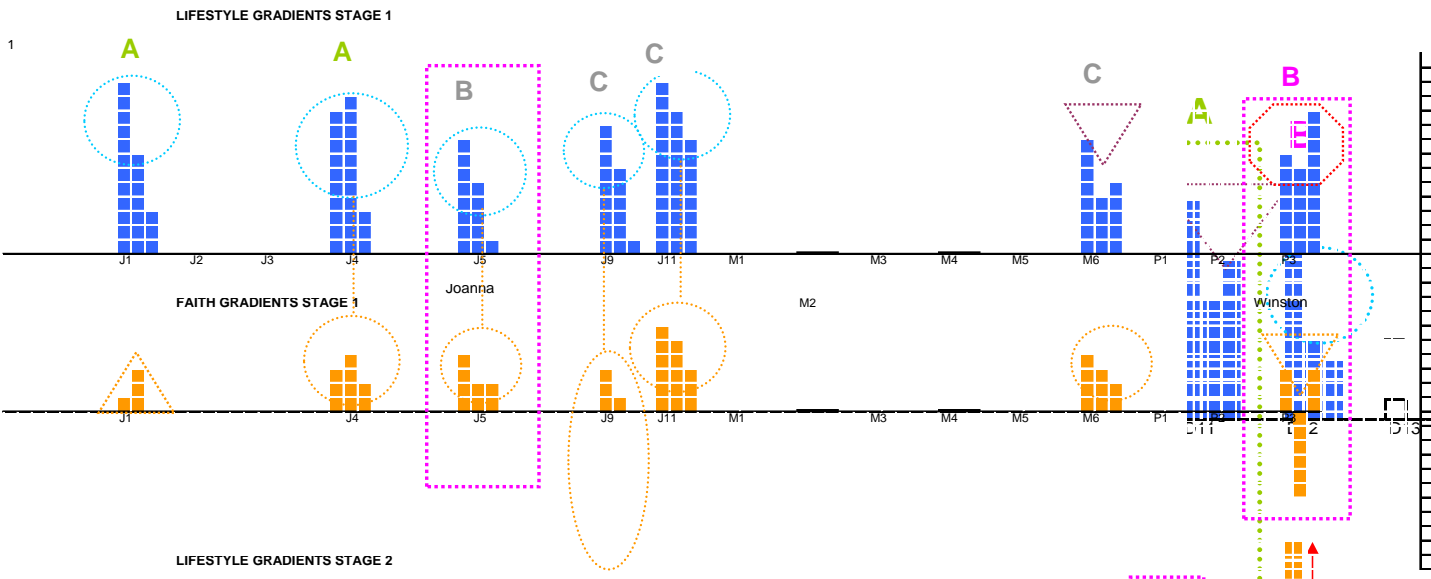 LIFESTYLE GRADIENTS STAGE 1
1
A A B C C C A B
J1 J2 J3 J4 J5 J9 J11 M1 M3 M4 M5 M6 P1 P2 P3
Joanna
FAITH GRADIENTS STAGE 1 M2 Winston
J1 J4 J5 J9 J11 M1 M3 M4 M5 M6 P1 P2 P3
LIFESTYLE GRADIENTS STAGE 2